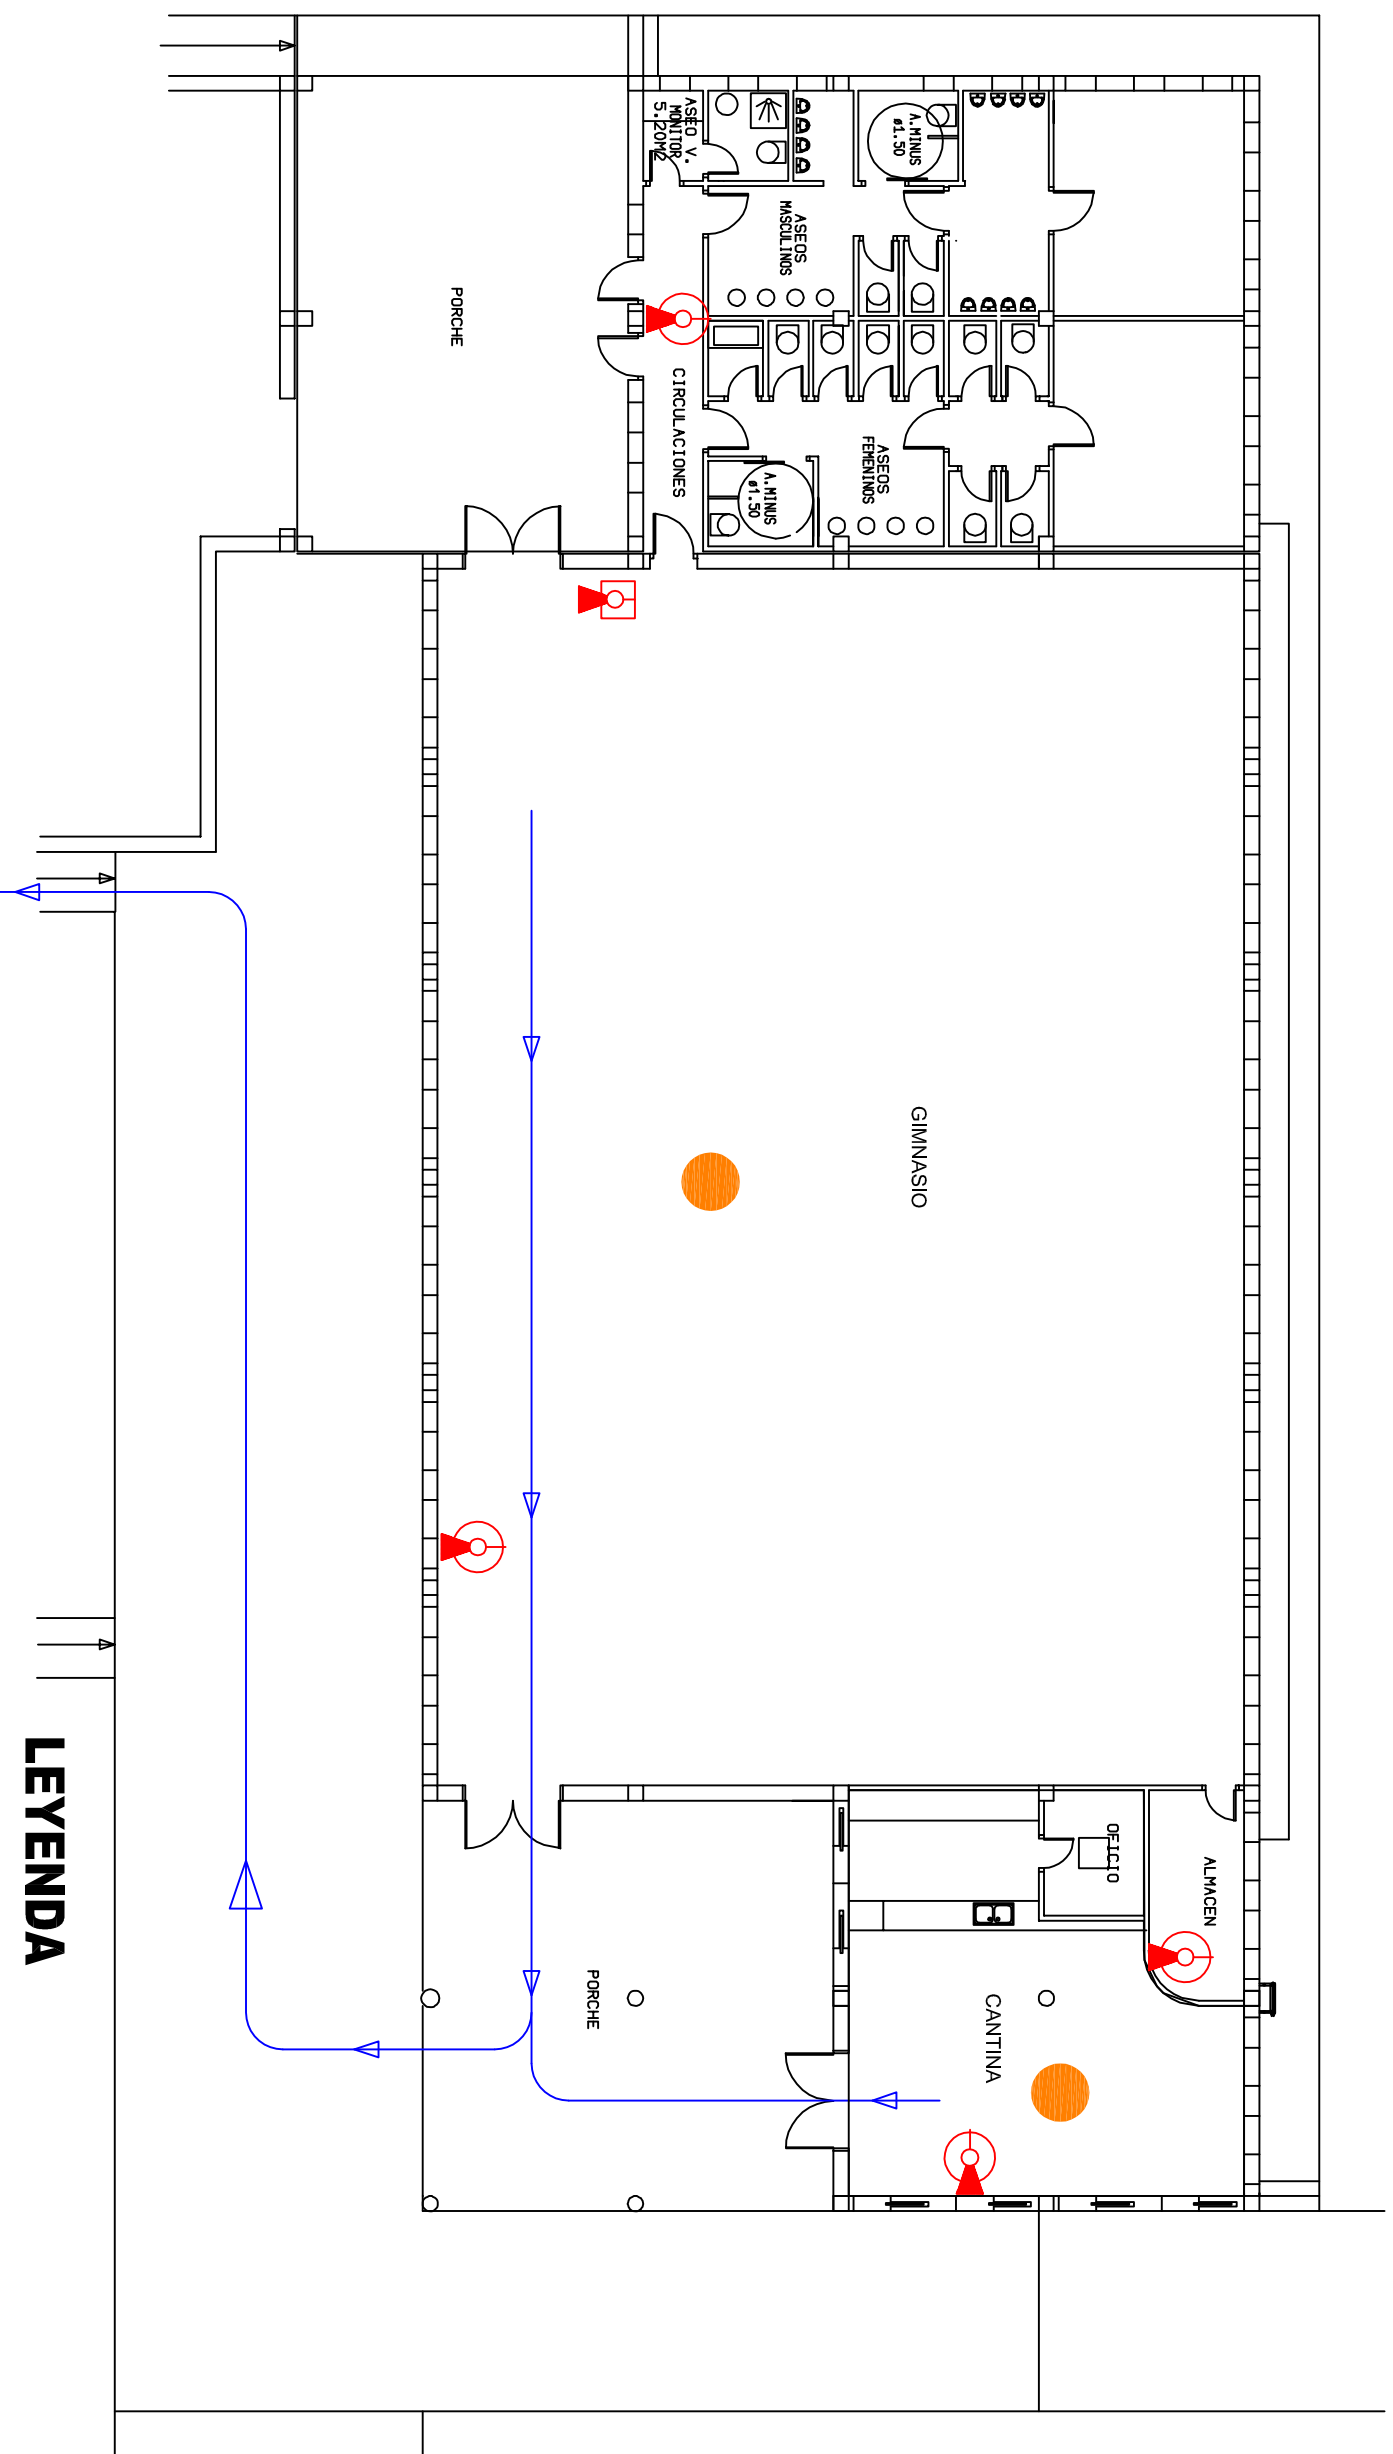 ASEO V.
MONITOR
5.20M2
A.MINUS
ø1.50
ASEOS
MASCULINOS
PORCHE
CIRCULACIONES
ASEOS
FEMENINOS
A.MINUS
ø1.50
GIMNASIO
OFICIO
ALMACEN
CANTINA
PORCHE
LEYENDA